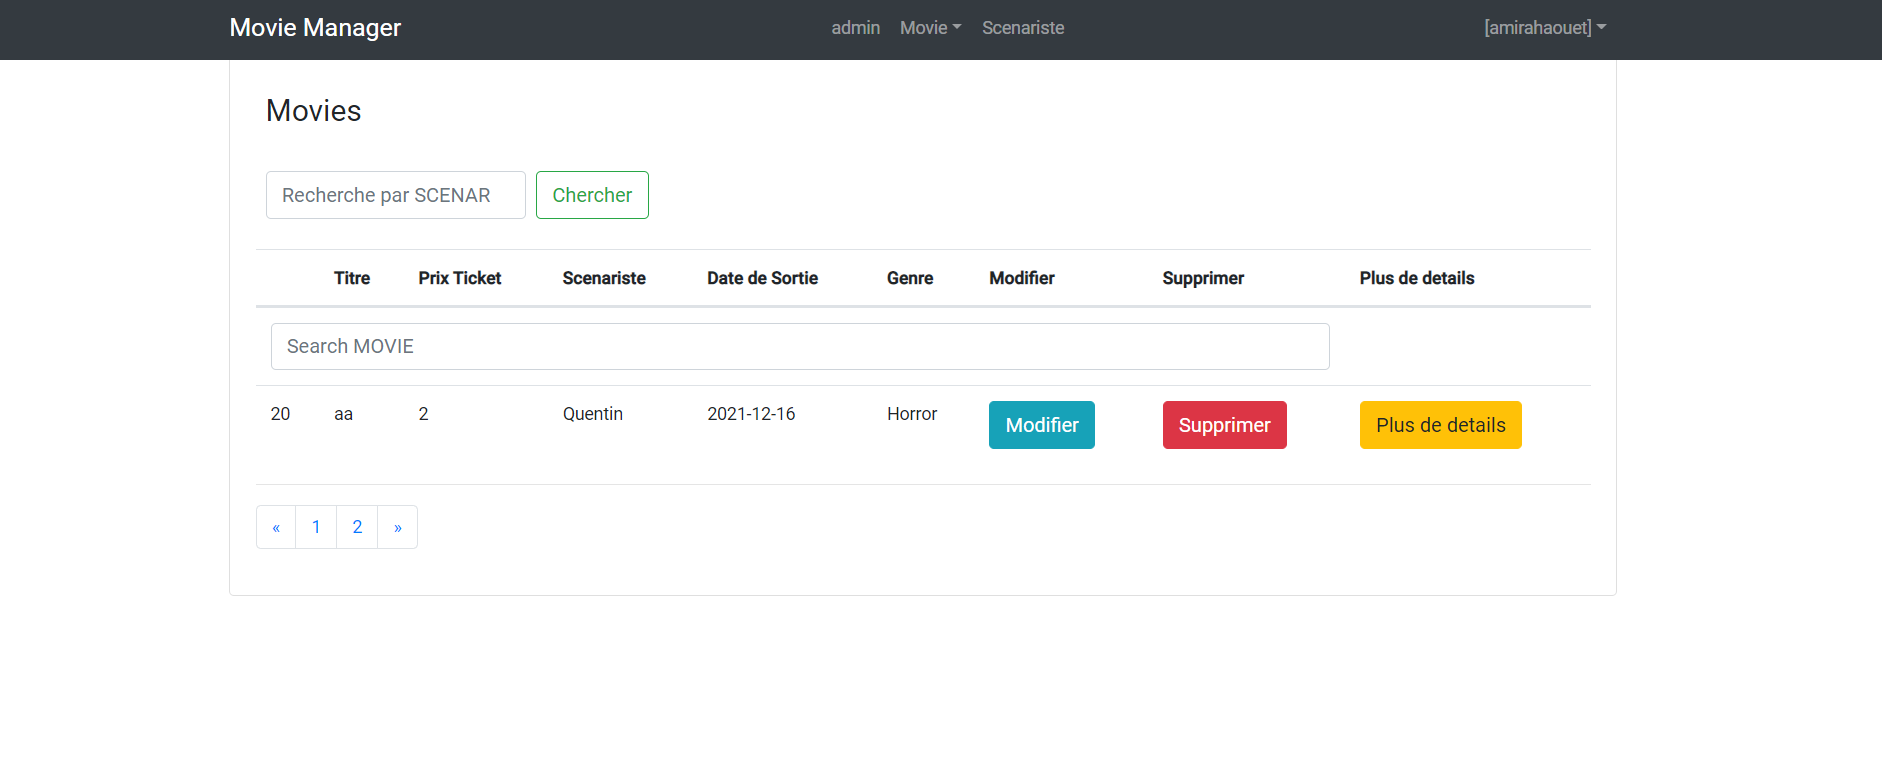 Movie Manager admin Movie Scenariste [amirahaouet]
Movies
Recherche par SCENAR Chercher
Titre Prix Ticket Scenariste Date de Sortie Genre Modifier Supprimer Plus de details
Search MOVIE
20 aa 2 Quentin 2021-12-16 Horror Modifier Supprimer Plus de details
« 1 2 »